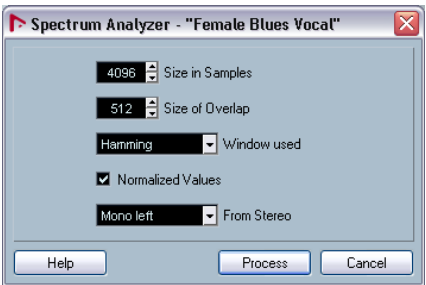 Spectrum Analyzer - "Female Blues Vocal"
4096 Size in Samples
512 Size of Overlap
Hamming Window used
Normalized Values
Mono left From Stereo
Help Process Cancel